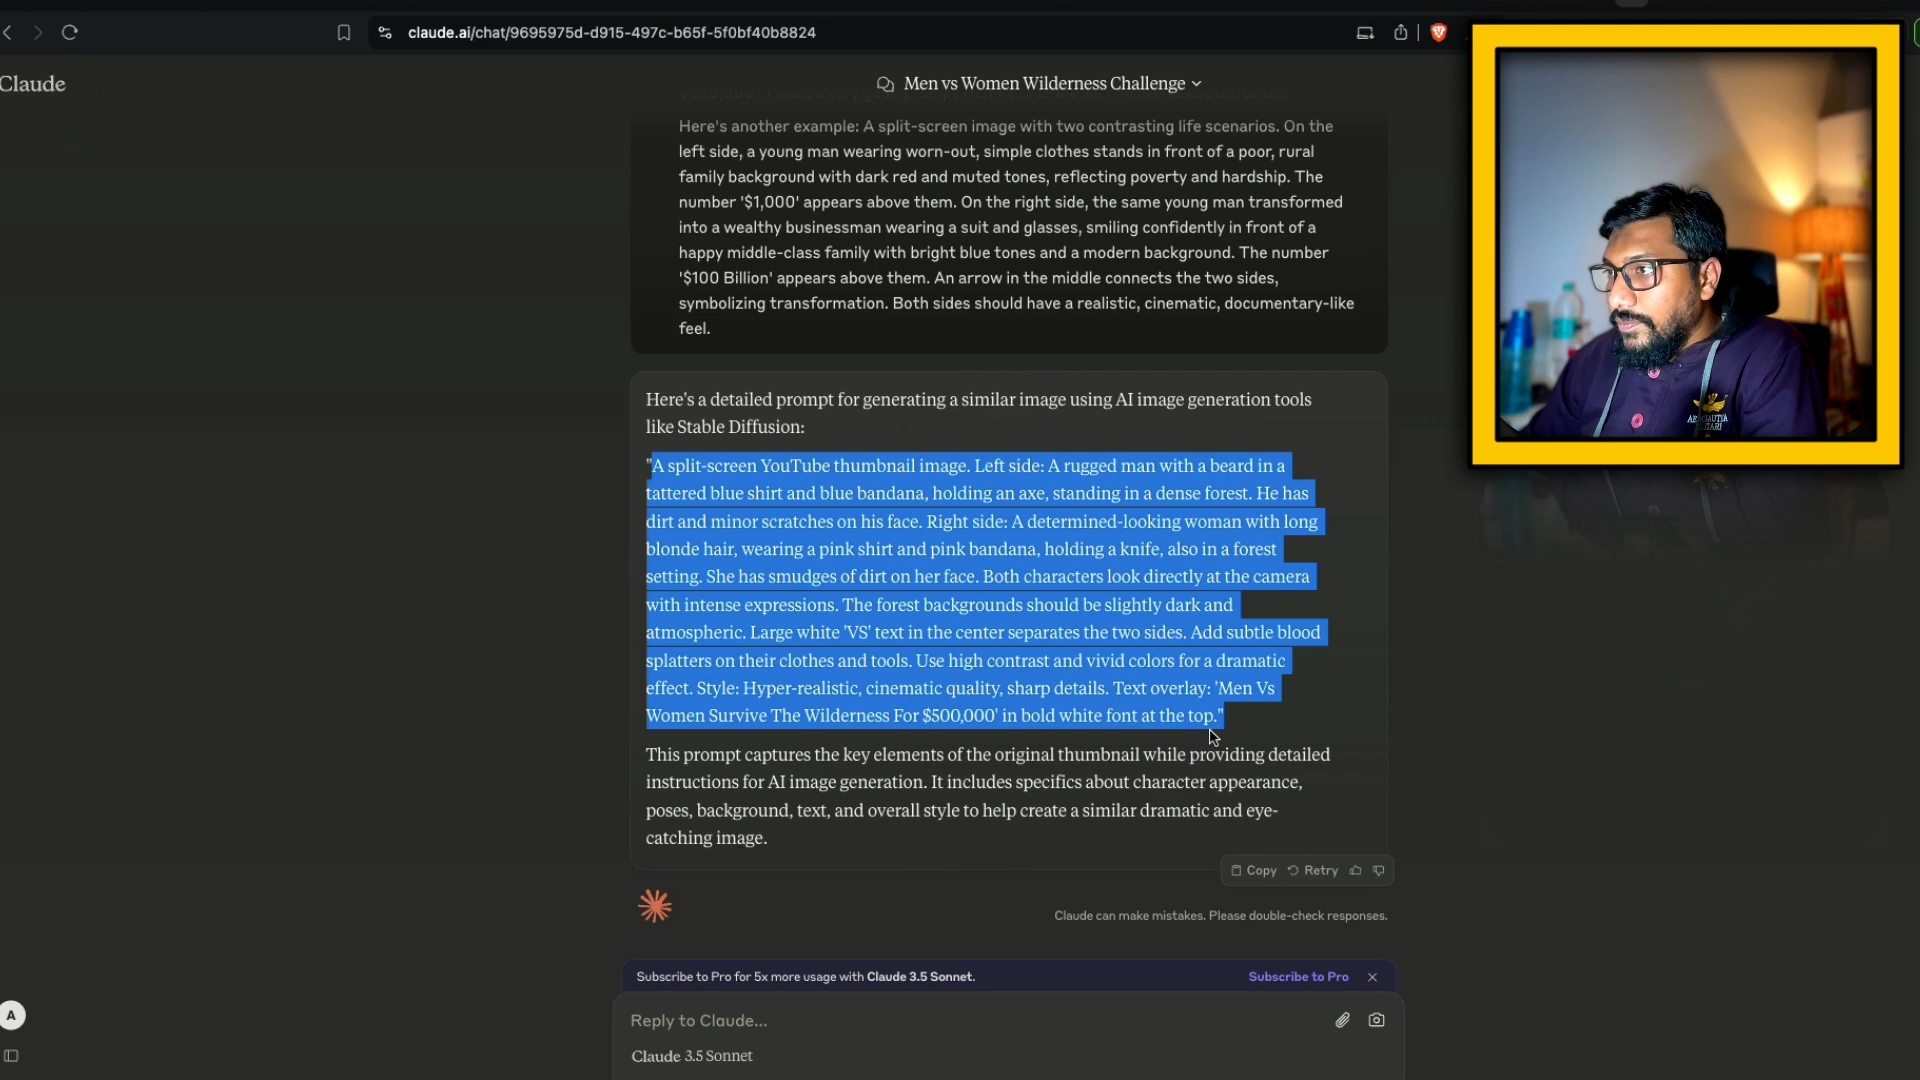 claude.ai/chat/9695975d-d915-497c-b65f-5f0bf40b8824
Claude
Men vs Women Wilderness Challenge
Here's another example: A split-screen image with two contrasting life scenarios. On the
left side, a young man wearing worn-out, simple clothes stands in front of a poor, rural
family background with dark red and muted tones, reflecting poverty and hardship. The
number '$1,000' appears above them. On the right side, the same young man transformed
into a wealthy businessman wearing a suit and glasses, smiling confidently in front of a
happy middle-class family with bright blue tones and a modern background. The number
'$100 Billion' appears above them. An arrow in the middle connects the two sides,
symbolizing transformation. Both sides should have a realistic, cinematic, documentary-like
feel.
Here's a detailed prompt for generating a similar image using AI image generation tools
like Stable Diffusion:
"A split-screen YouTube thumbnail image. Left side: A rugged man with a beard in a
tattered blue shirt and blue bandana, holding an axe, standing in a dense forest. He has
dirt and minor scratches on his face. Right side: A determined-looking woman with long
blonde hair, wearing a pink shirt and pink bandana, holding a knife, also in a forest
setting. She has smudges of dirt on her face. Both characters look directly at the camera
with intense expressions. The forest backgrounds should be slightly dark and
atmospheric. Large white 'VS' text in the center separates the two sides. Add subtle blood
splatters on their clothes and tools. Use high contrast and vivid colors for a dramatic
effect. Style: Hyper-realistic, cinematic quality, sharp details. Text overlay: 'Men Vs
Women Survive The Wilderness For $500,000' in bold white font at the top."
This prompt captures the key elements of the original thumbnail while providing detailed
instructions for AI image generation. It includes specifics about character appearance,
poses, background, text, and overall style to help create a similar dramatic and eye-
catching image.
Copy Retry
Claude can make mistakes. Please double-check responses.
Subscribe to Pro for 5x more usage with Claude 3.5 Sonnet. Subscribe to Pro
A
Reply to Claude...
Claude 3.5 Sonnet